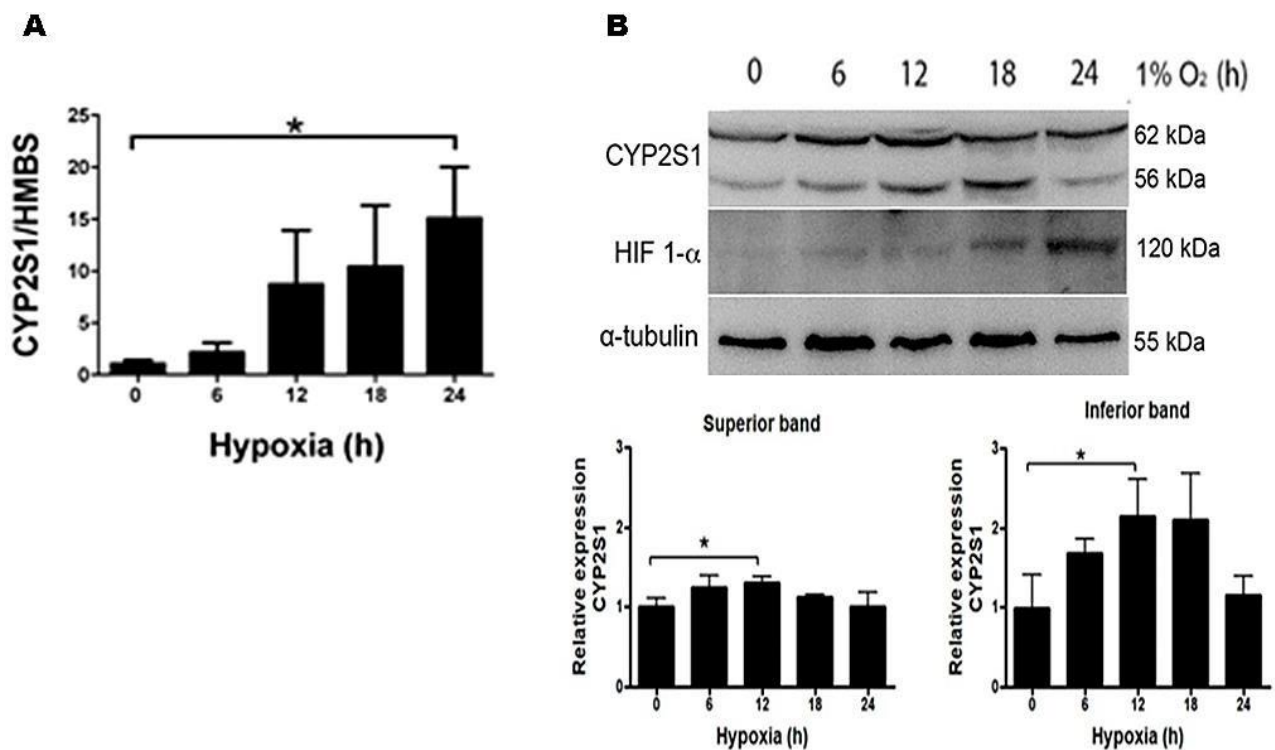 A
CYP2S1/HMBS
25
20
15
10
5
0
*
0 6 12 18 24
Hypoxia (h)
B
0 6 12 18 24 1% O₂ (h)
CYP2S1
62 kDa
56 kDa
HIF 1-α
120 kDa
α-tubulin
55 kDa
Superior band
Relative expression
CYP2S1
3
2
1
0
*
0 6 12 18 24
Hypoxia (h)
Inferior band
Relative expression
CYP2S1
3
2
1
0
*
0 6 12 18 24
Hypoxia (h)